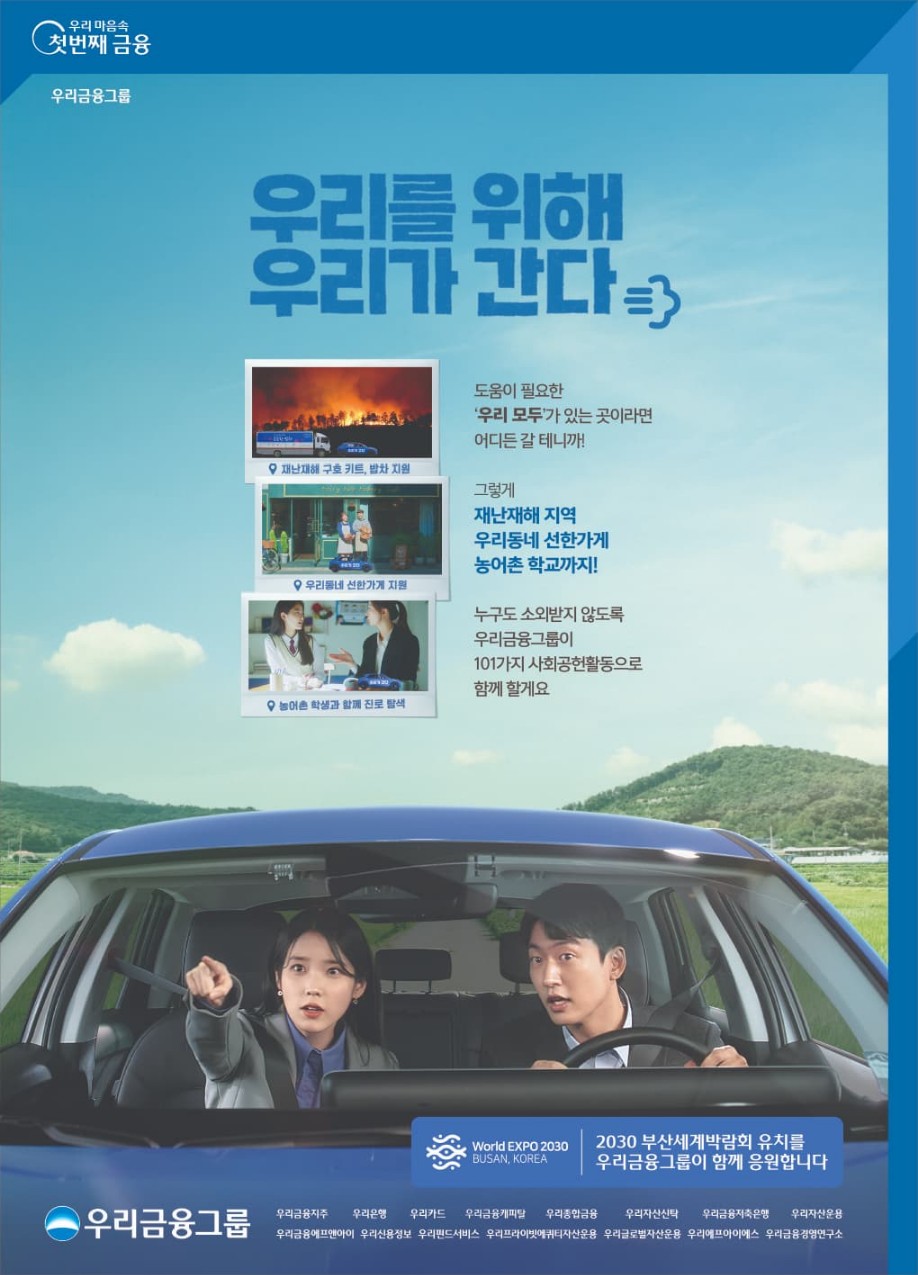 우리 마음속
첫번째 금융
우리금융그룹
우리를 위해
우리가 간다
도움이 필요한
'우리 모두'가 있는 곳이라면
어디든 갈 테니까!
재난재해 구호 키트, 밥차 지원
그렇게
재난재해 지역
우리동네 선한가게
농어촌 학교까지!
우리동네 선한가게 지원
누구도 소외받지 않도록
우리금융그룹이
101가지 사회공헌활동으로
함께 할게요
농어촌 학생과 함께 진로 탐색
World EXPO 2030
BUSAN, KOREA
2030 부산세계박람회 유치를
우리금융그룹이 함께 응원합니다
우리금융그룹
우리금융지주 우리은행 우리카드 우리금융캐피탈 우리종합금융 우리자산신탁 우리금융저축은행 우리자산운용
우리금융에프앤아이 우리신용정보 우리펀드서비스 우리프라이빗에퀴티자산운용 우리글로벌자산운용 우리에프아이에스 우리금융경영연구소